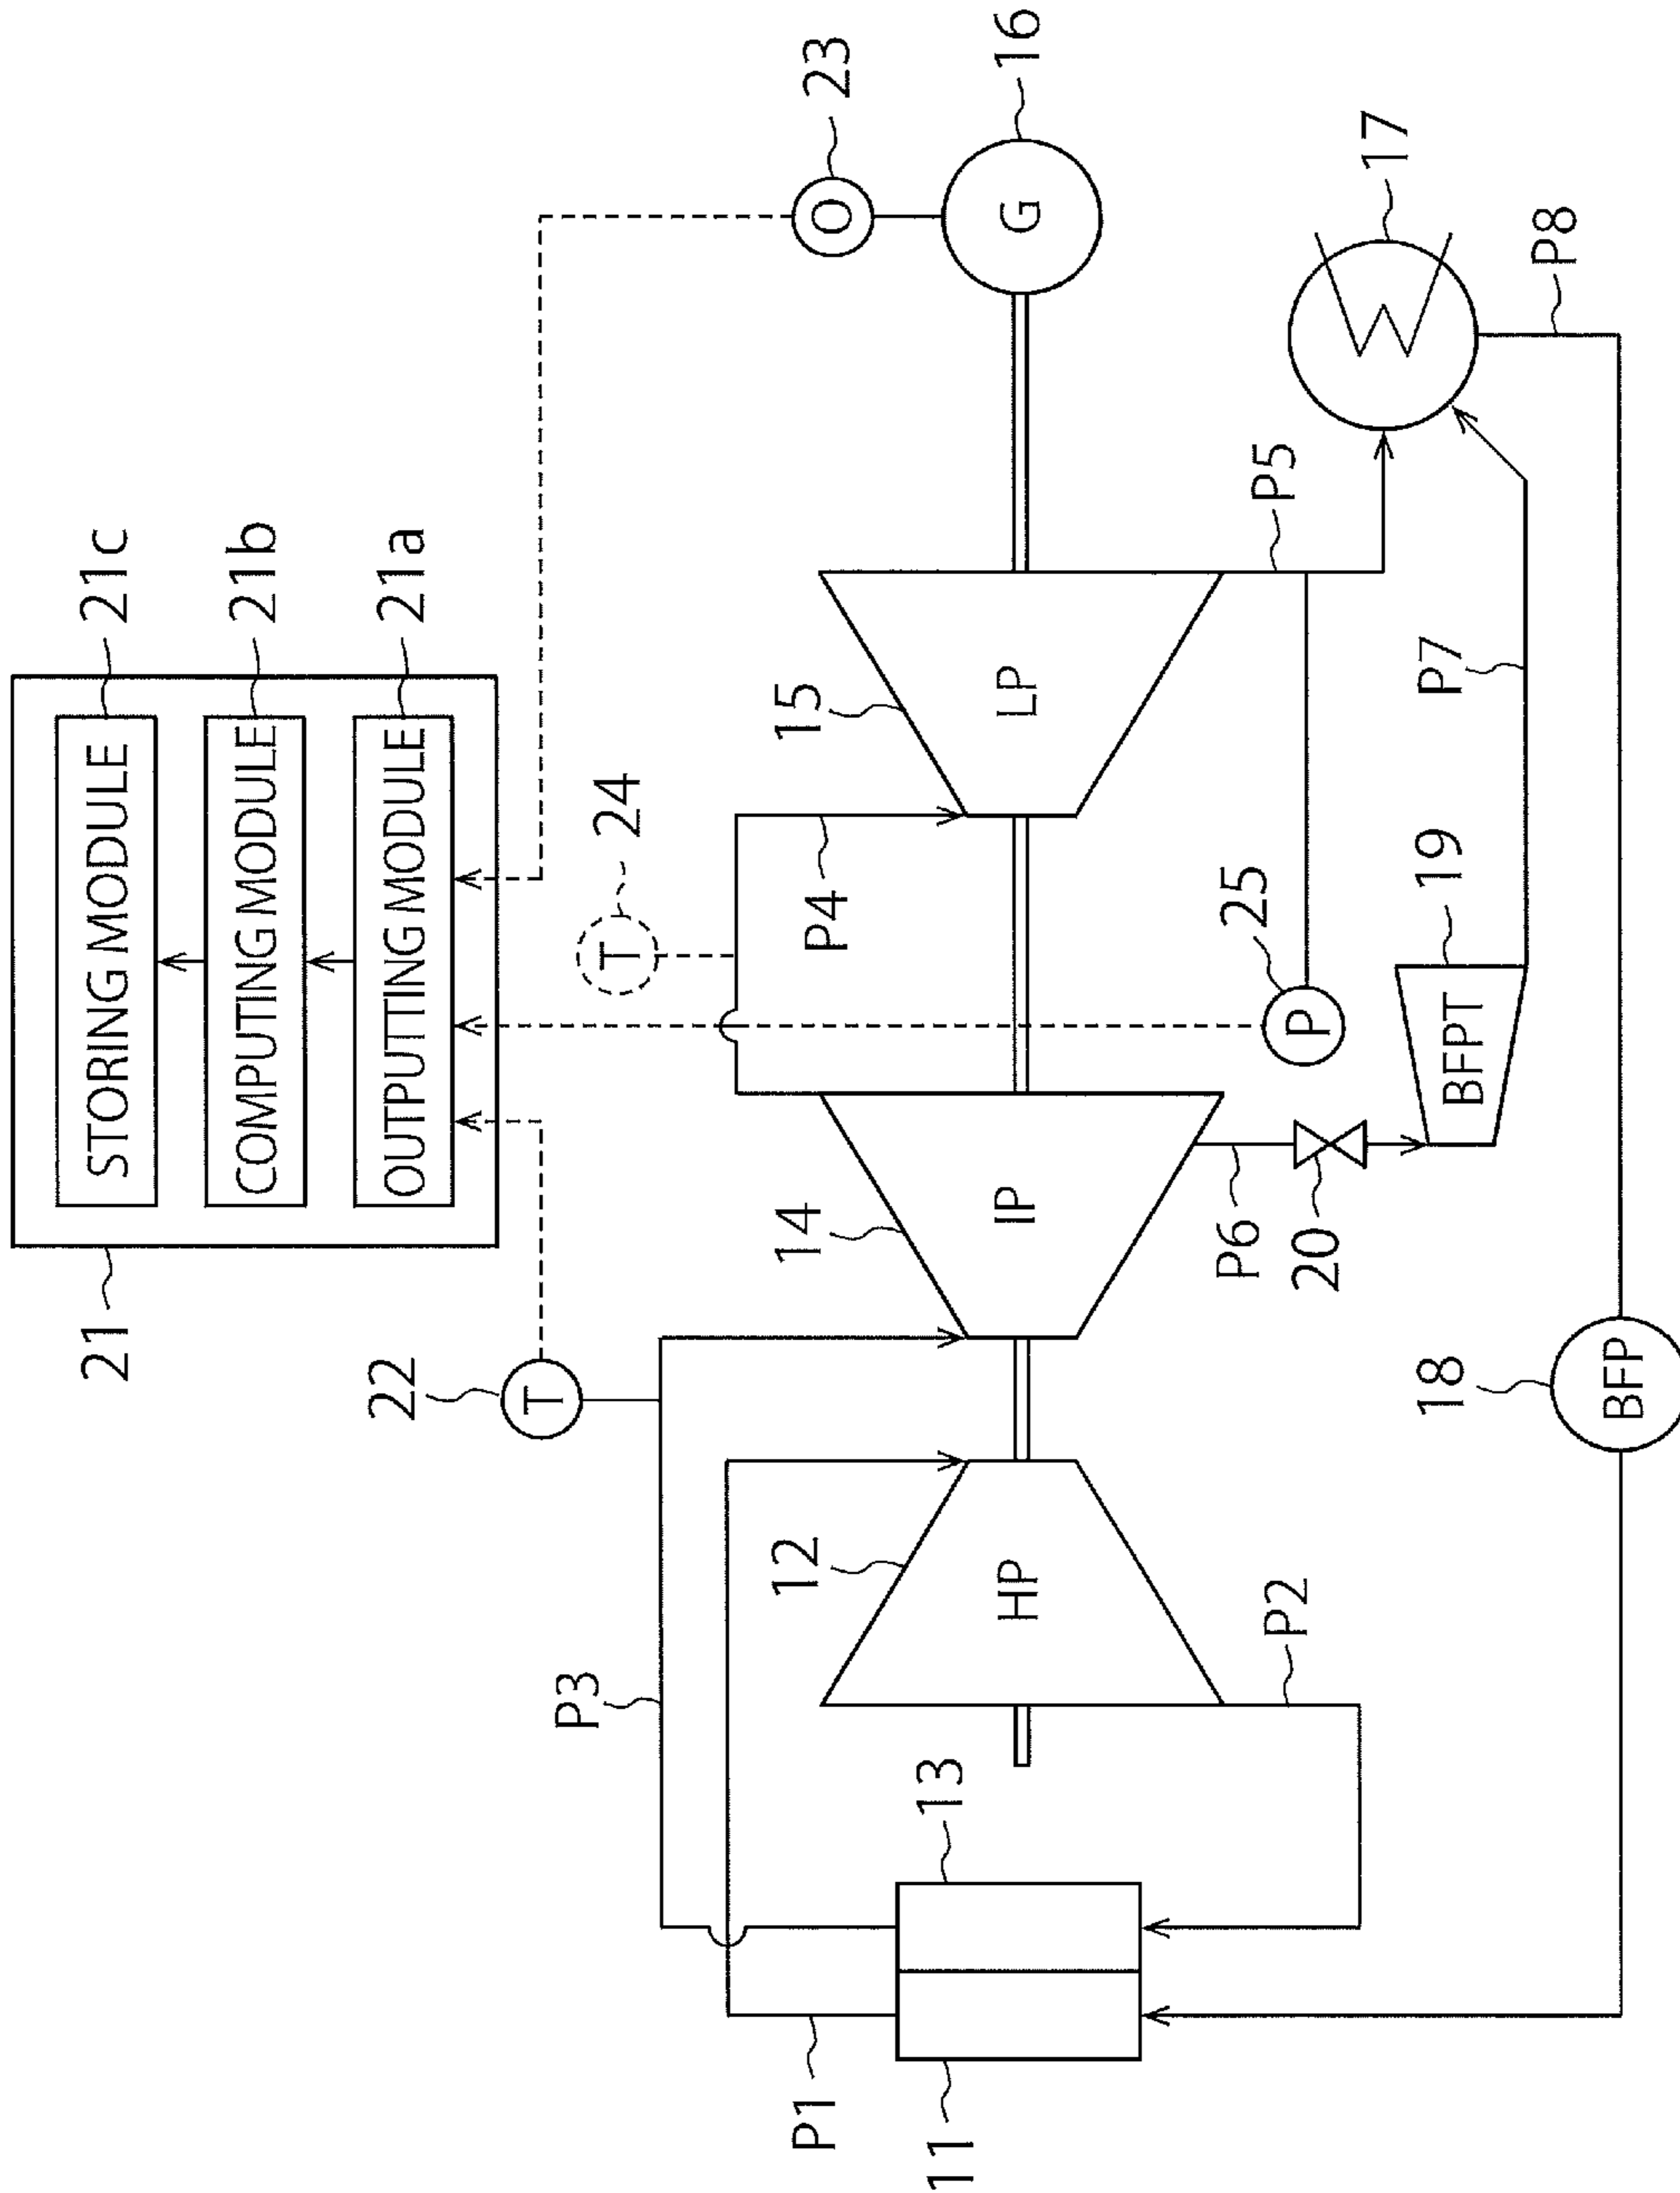 21
21c
STORING MODULE
21b
COMPUTING MODULE
21a
OUTPUTTING MODULE
22
T
24
T
23
O
P3
P4
P1
12
HP
14
IP
15
LP
G
16
13
11
P2
P6
20
25
P
P5
17
BFPT
19
P7
18
BFP
P8